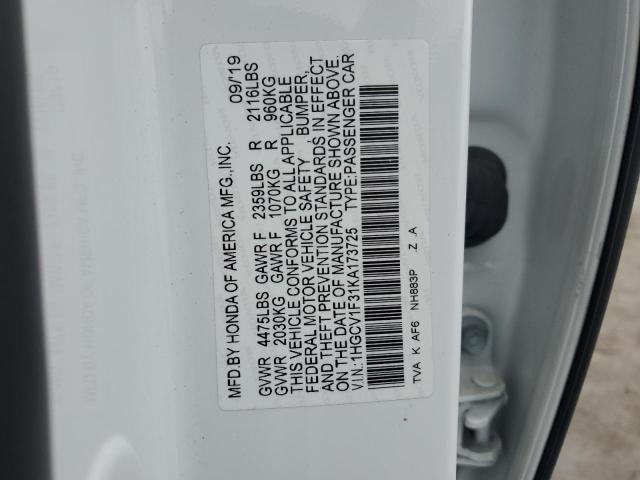 MFD.BY HONDA OF AMERICA MFG.,INC. 09/'19
GVWR 4475LBS GAWR F 2359LBS R 2116LBS
GVWR 2030KG GAWR F 1070KG R 960KG
THIS VEHICLE CONFORMS TO ALL APPLICABLE
FEDERAL MOTOR VEHICLE SAFETY BUMPER,
AND THEFT PREVENTION STANDARDS IN EFFECT
ON THE DATE OF MANUFACTURE SHOWN ABOVE.
V.I.N.:1HGCV1F31KA173725 TYPE:PASSENGER CAR
TVA K AF6 NH883P Z A